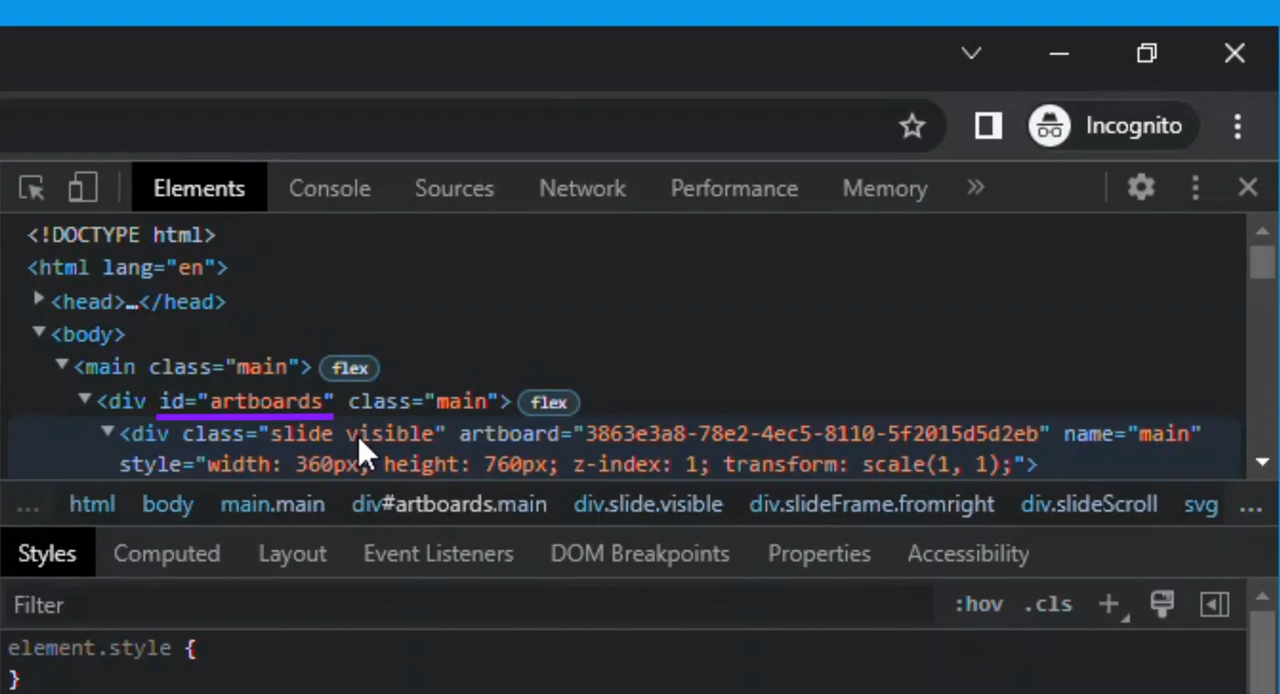 Incognito
Elements Console Sources Network Performance Memory »
<!DOCTYPE html>
<html lang="en">
<head>…</head>
<body>
<main class="main"> flex
<div id="artboards" class="main"> flex
<div class="slide visible" artboard="3863e3a8-78e2-4ec5-8110-5f2015d5d2eb" name="main"
style="width: 360px; height: 760px; z-index: 1; transform: scale(1, 1);">
... html body main.main div#artboards.main div.slide.visible div.slideFrame.fromright div.slideScroll svg ...
Styles Computed Layout Event Listeners DOM Breakpoints Properties Accessibility
Filter :hov .cls +
element.style {
}